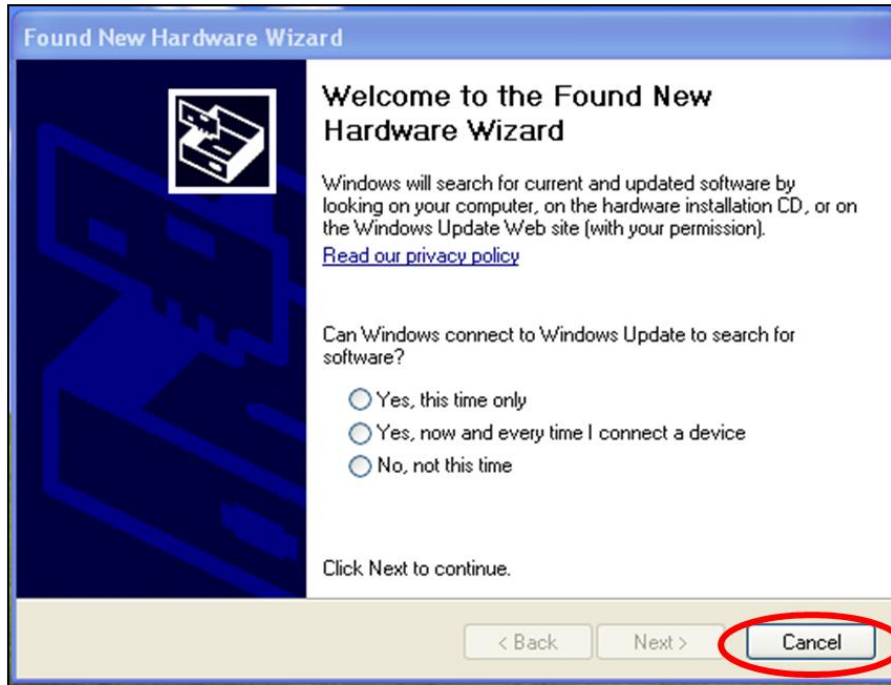 Found New Hardware Wizard
Welcome to the Found New
Hardware Wizard
Windows will search for current and updated software by
looking on your computer, on the hardware installation CD, or on
the Windows Update Web site (with your permission).
Read our privacy policy
Can Windows connect to Windows Update to search for
software?
Yes, this time only
Yes, now and every time I connect a device
No, not this time
Click Next to continue.
< Back Next > Cancel